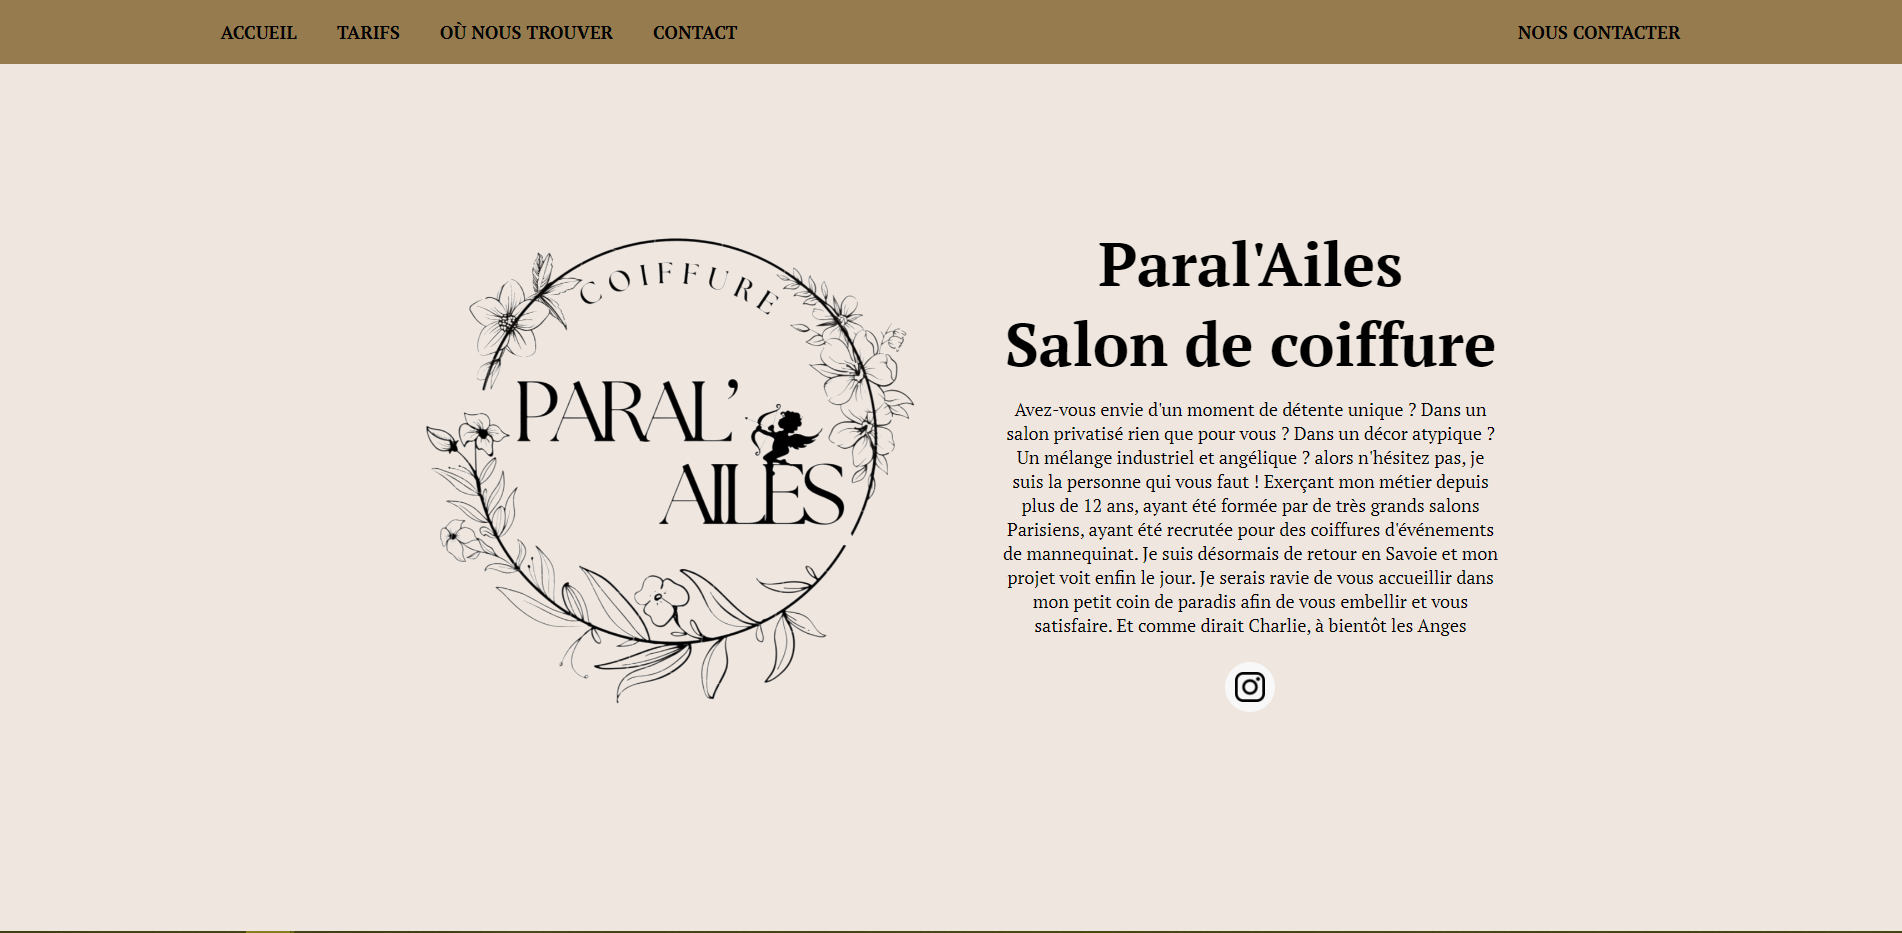 ACCUEIL TARIFS OÙ NOUS TROUVER CONTACT NOUS CONTACTER
COIFFURE
PARAL'
AILES
Paral'Ailes
Salon de coiffure
Avez-vous envie d'un moment de détente unique ? Dans un
salon privatisé rien que pour vous ? Dans un décor atypique ?
Un mélange industriel et angélique ? alors n'hésitez pas, je
suis la personne qui vous faut ! Exerçant mon métier depuis
plus de 12 ans, ayant été formée par de très grands salons
Parisiens, ayant été recrutée pour des coiffures d'événements
de mannequinat. Je suis désormais de retour en Savoie et mon
projet voit enfin le jour. Je serais ravie de vous accueillir dans
mon petit coin de paradis afin de vous embellir et vous
satisfaire. Et comme dirait Charlie, à bientôt les Anges